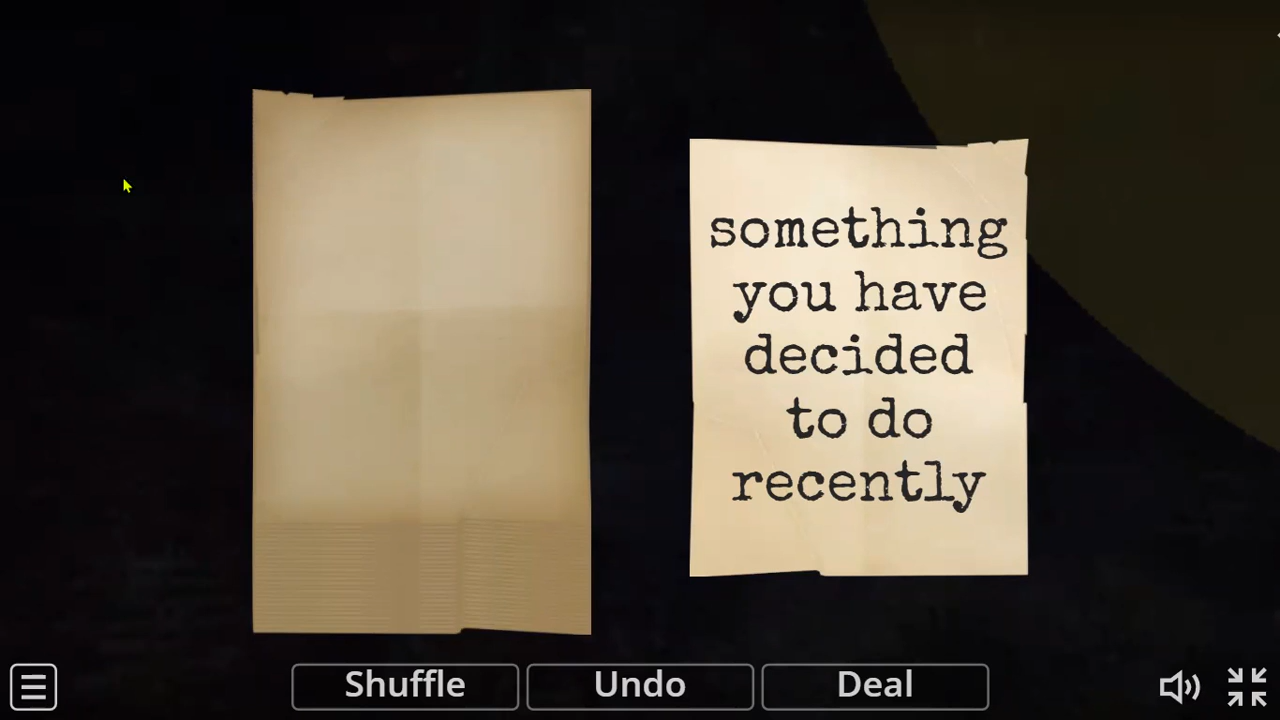 something
you have
decided
to do
recently
Shuffle
Undo
Deal